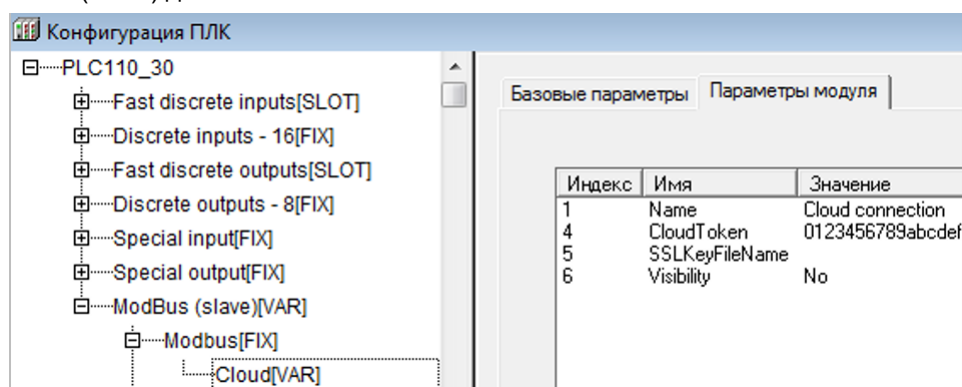 Конфигурация ПЛК
PLC110_30
Fast discrete inputs[SLOT]
Discrete inputs - 16[FIX]
Fast discrete outputs[SLOT]
Discrete outputs - 8[FIX]
Special input[FIX]
Special output[FIX]
ModBus (slave)[VAR]
Modbus[FIX]
Cloud[VAR]
Базовые параметры Параметры модуля
Индекс Имя Значение
1 Name Cloud connection
4 CloudToken 0123456789abcdef
5 SSLKeyFileName
6 Visibility No